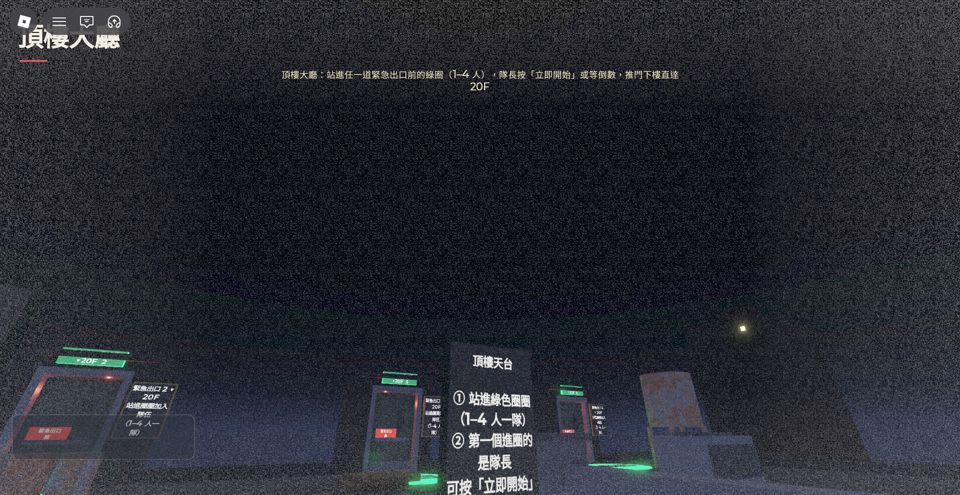 頂樓大廳
頂樓大廳：站進任一道緊急出口前的綠圈（1–4 人），隊長按「立即開始」或等倒數，推門下樓直達
20F
20F 2
緊急出口 2
20F
站進圈圈加入
隊伍
（1–4 人一
隊）
頂樓天台
① 站進綠色圈圈
（1–4 人一隊）
② 第一個進圈的
是隊長
可按「立即開始」